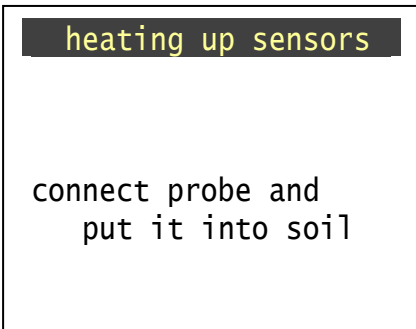 heating up sensors
connect probe and
put it into soil